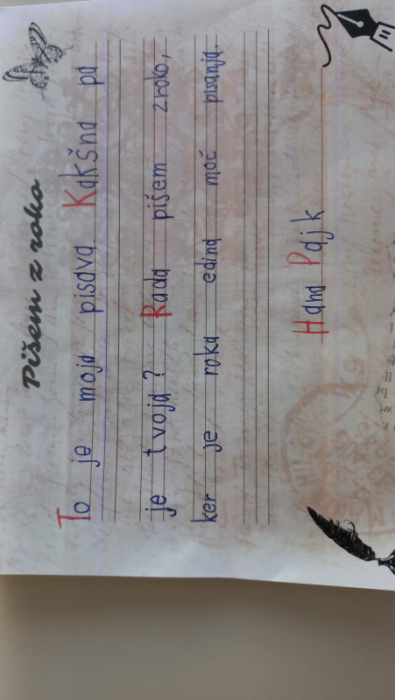 Pišem z roko
To je moja pisava. Kakšna pa
je tvoja? Rada pišem z roko,
ker je roka edina moč pisanja.
Hana Pajk